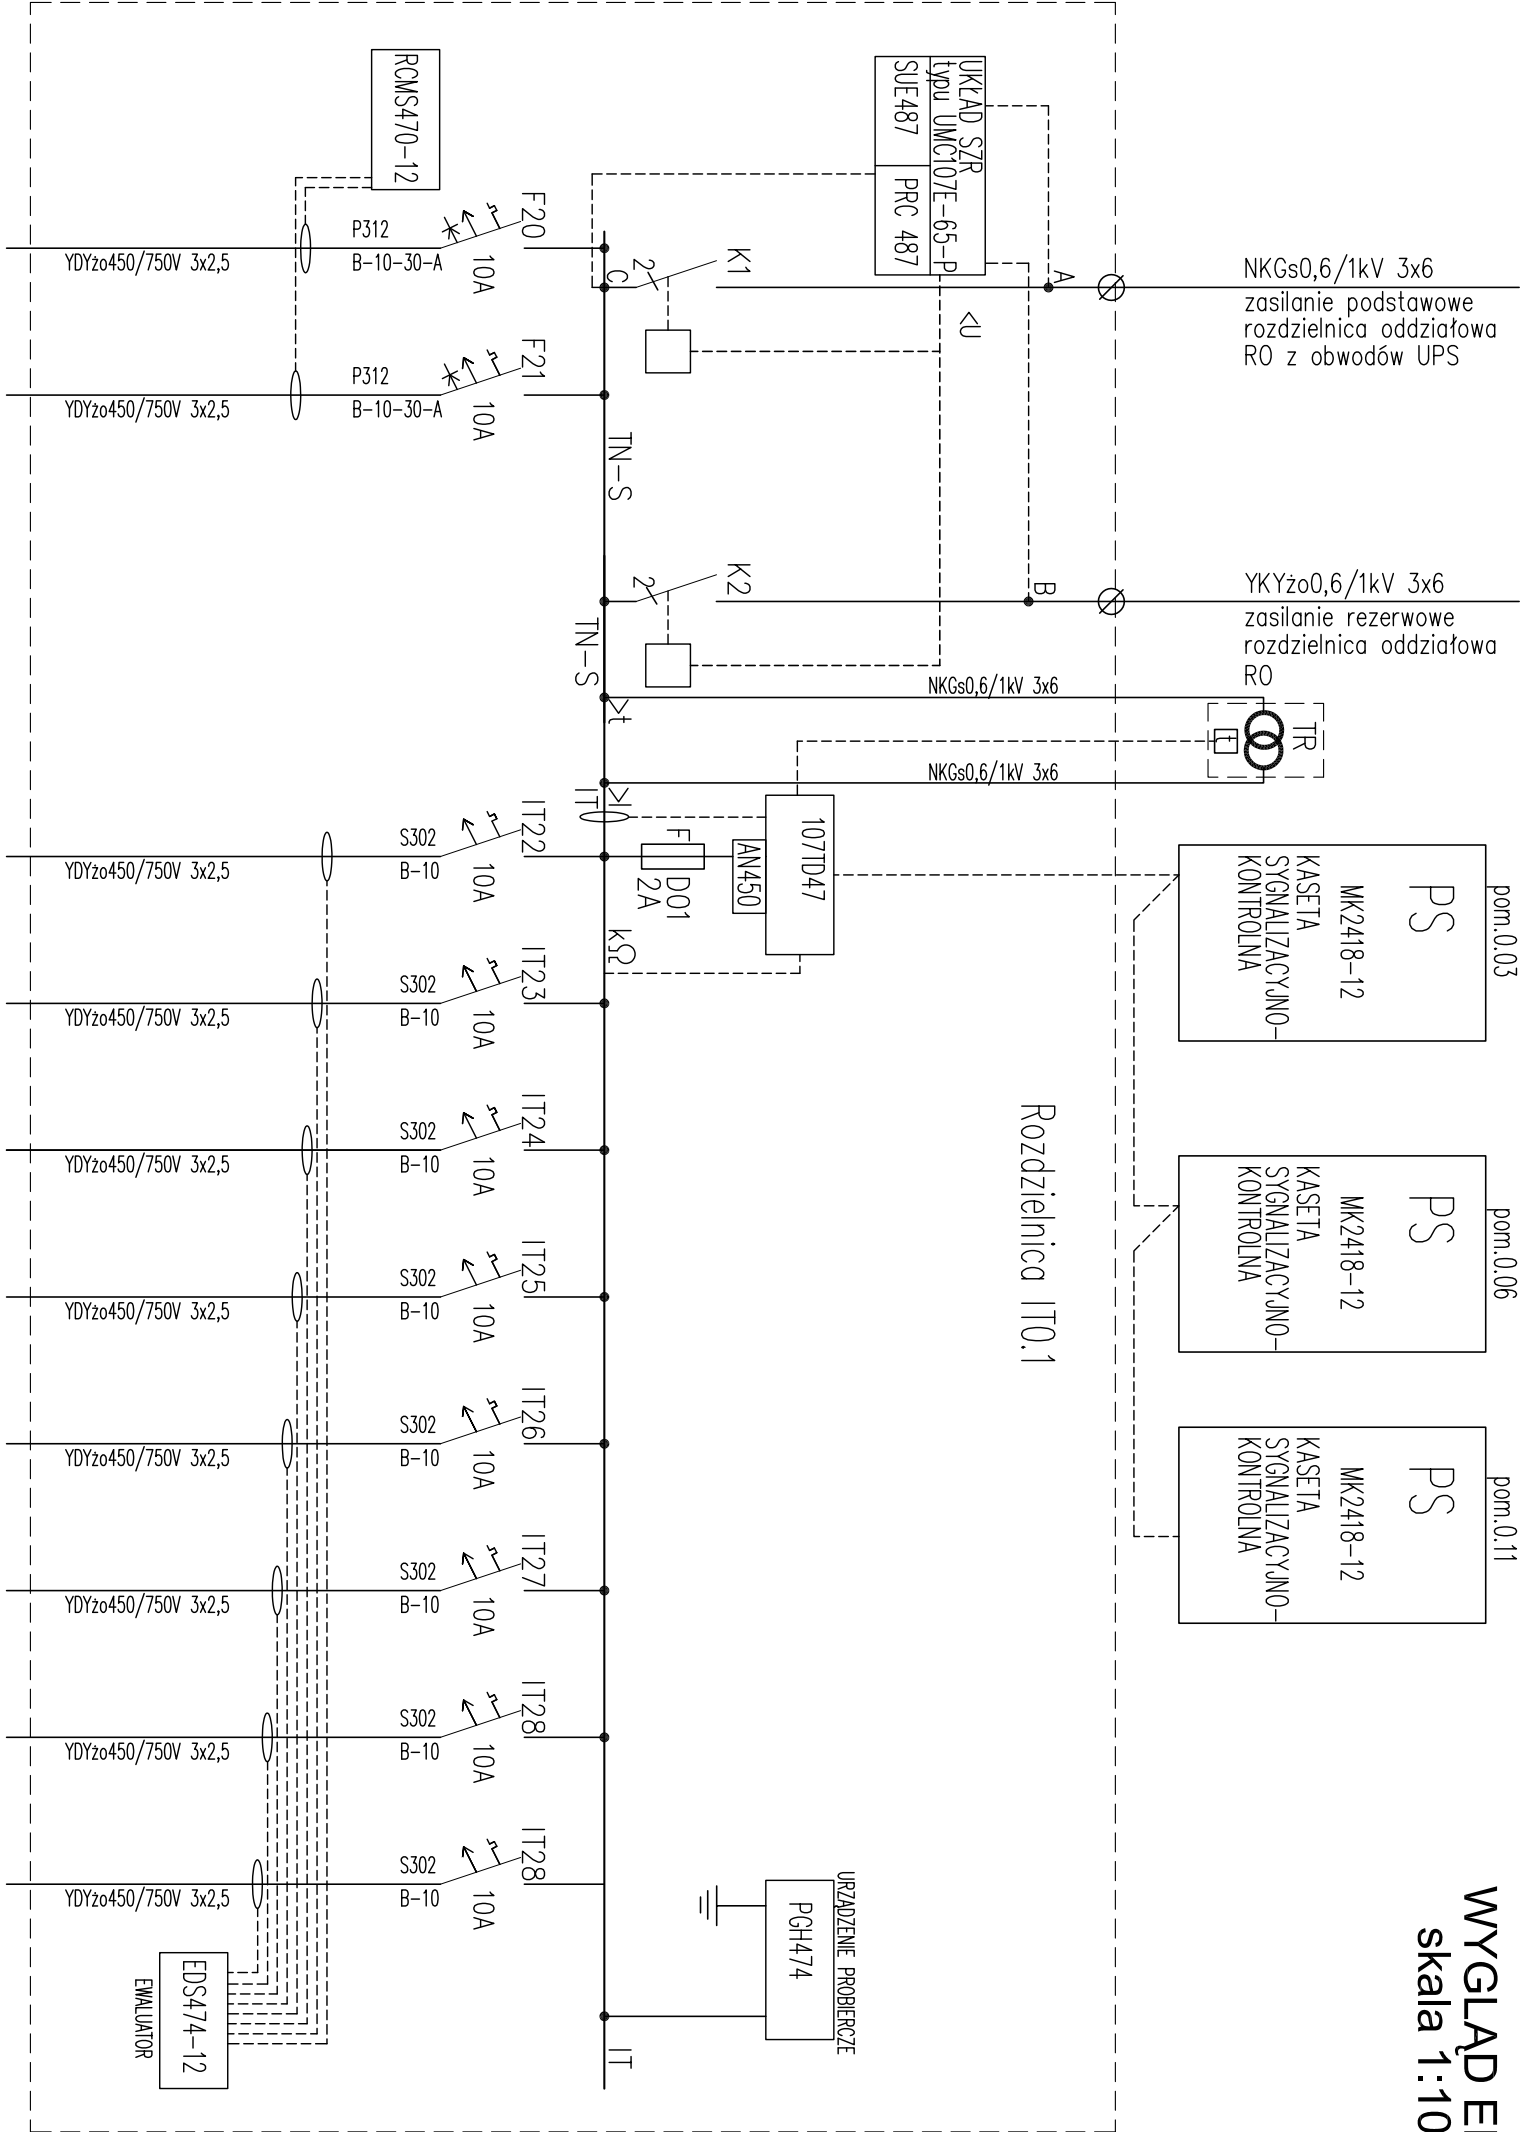 WYGLĄD E
skala 1:10
pom.0.03
PS
MK2418-12
KASETA
SYGNALIZACYJNO-
KONTROLNA
pom.0.06
PS
MK2418-12
KASETA
SYGNALIZACYJNO-
KONTROLNA
pom.0.11
PS
MK2418-12
KASETA
SYGNALIZACYJNO-
KONTROLNA
NKGs0,6/1kV 3x6
zasilanie podstawowe
rozdzielnica oddziałowa
RO z obwodów UPS
YKYżo0,6/1kV 3x6
zasilanie rezerwowe
rozdzielnica oddziałowa
RO
TR
t
NKGs0,6/1kV 3x6
NKGs0,6/1kV 3x6
Rozdzielnica IT0.1
A
B
<U
UKŁAD SZR
typu UMC107E-65-P
SUE487
PRC 487
K1
2
C
K2
2
TN-S
TN-S
>t
>I
IT
107TD47
AN450
F
D01
2A
kΩ
URZĄDZENIE PROBIERCZE
PGH474
IT
RCMS470-12
F20
10A
P312
B-10-30-A
YDYżo450/750V 3x2,5
F21
10A
P312
B-10-30-A
YDYżo450/750V 3x2,5
IT22
10A
S302
B-10
YDYżo450/750V 3x2,5
IT23
10A
S302
B-10
YDYżo450/750V 3x2,5
IT24
10A
S302
B-10
YDYżo450/750V 3x2,5
IT25
10A
S302
B-10
YDYżo450/750V 3x2,5
IT26
10A
S302
B-10
YDYżo450/750V 3x2,5
IT27
10A
S302
B-10
YDYżo450/750V 3x2,5
IT28
10A
S302
B-10
YDYżo450/750V 3x2,5
IT28
10A
S302
B-10
YDYżo450/750V 3x2,5
EDS474-12
EWALUATOR